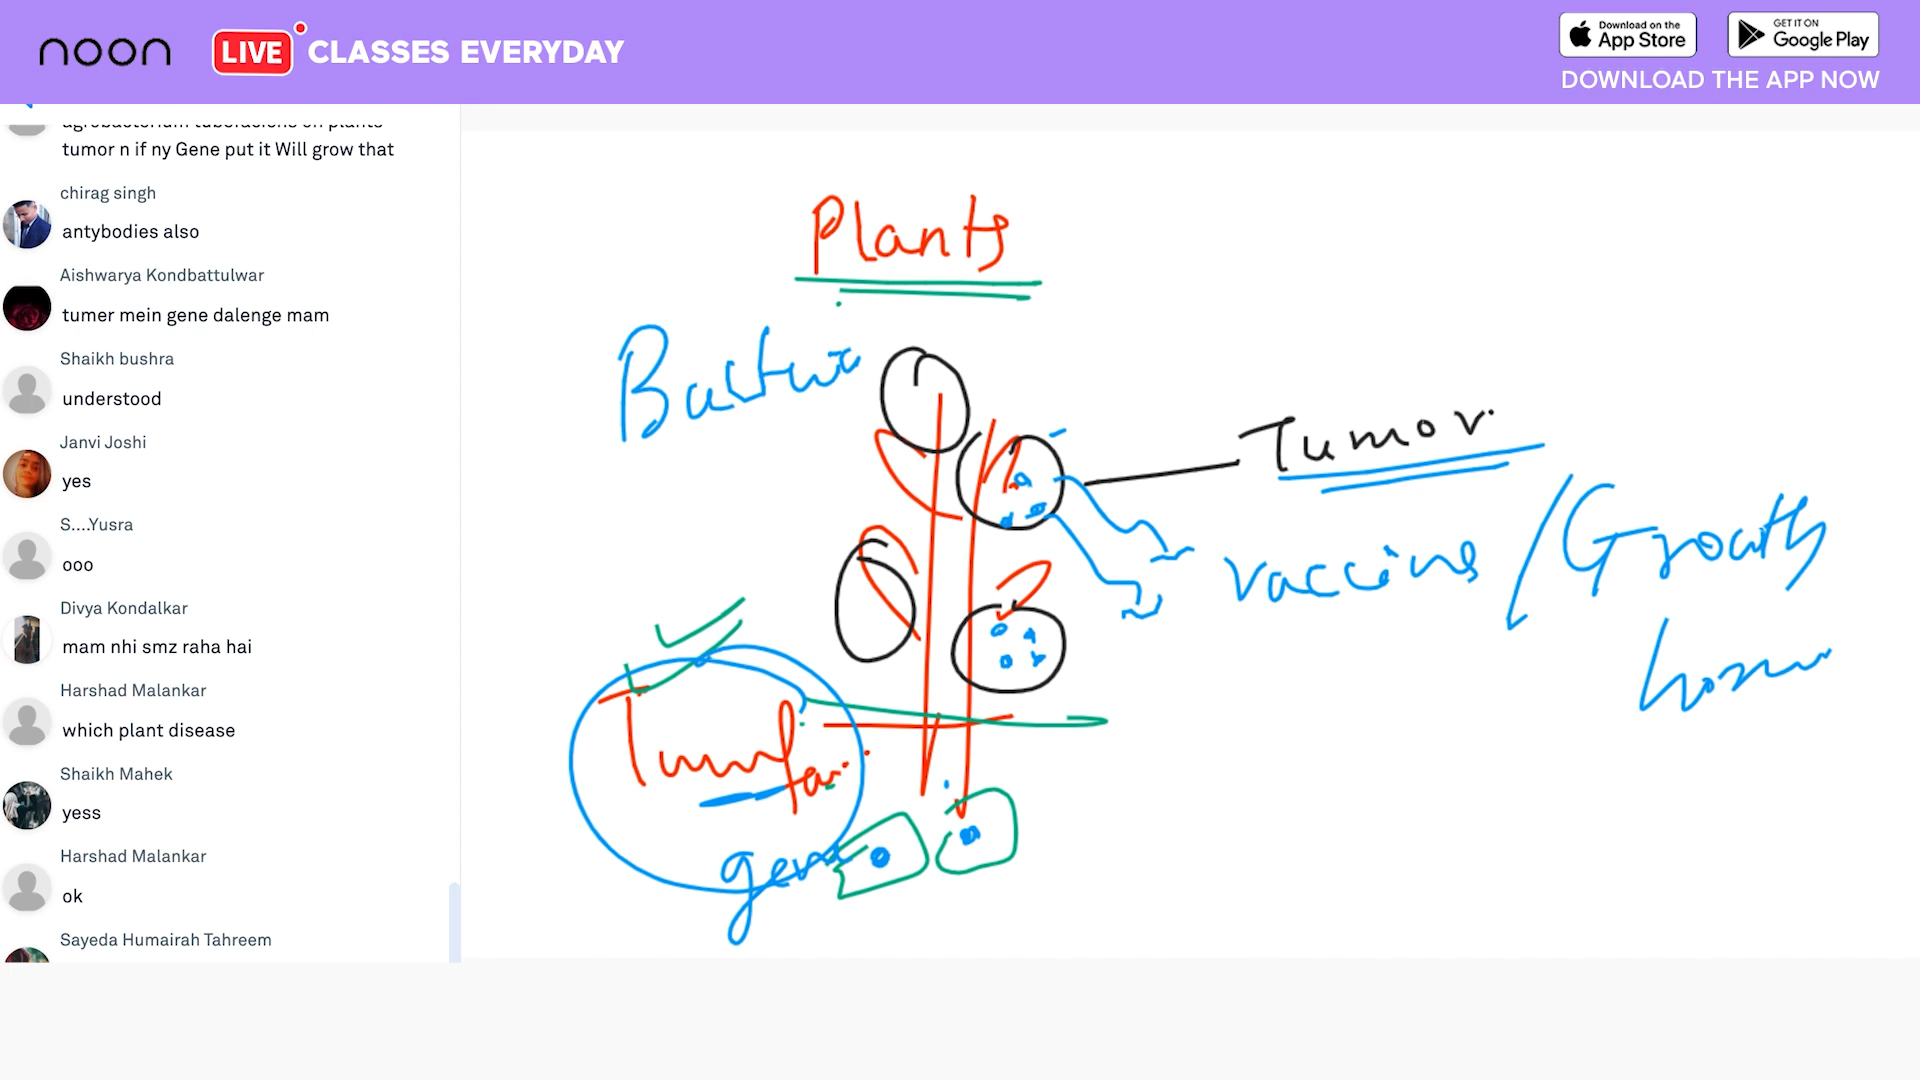 noon LIVE CLASSES EVERYDAY
Download on the App Store
GET IT ON Google Play
DOWNLOAD THE APP NOW
tumor n if ny Gene put it Will grow that
chirag singh
antybodies also
Aishwarya Kondbattulwar
tumer mein gene dalenge mam
Shaikh bushra
understood
Janvi Joshi
yes
S....Yusra
ooo
Divya Kondalkar
mam nhi smz raha hai
Harshad Malankar
which plant disease
Shaikh Mahek
yess
Harshad Malankar
ok
Sayeda Humairah Tahreem
Plants
Tumor
vaccines / Growth